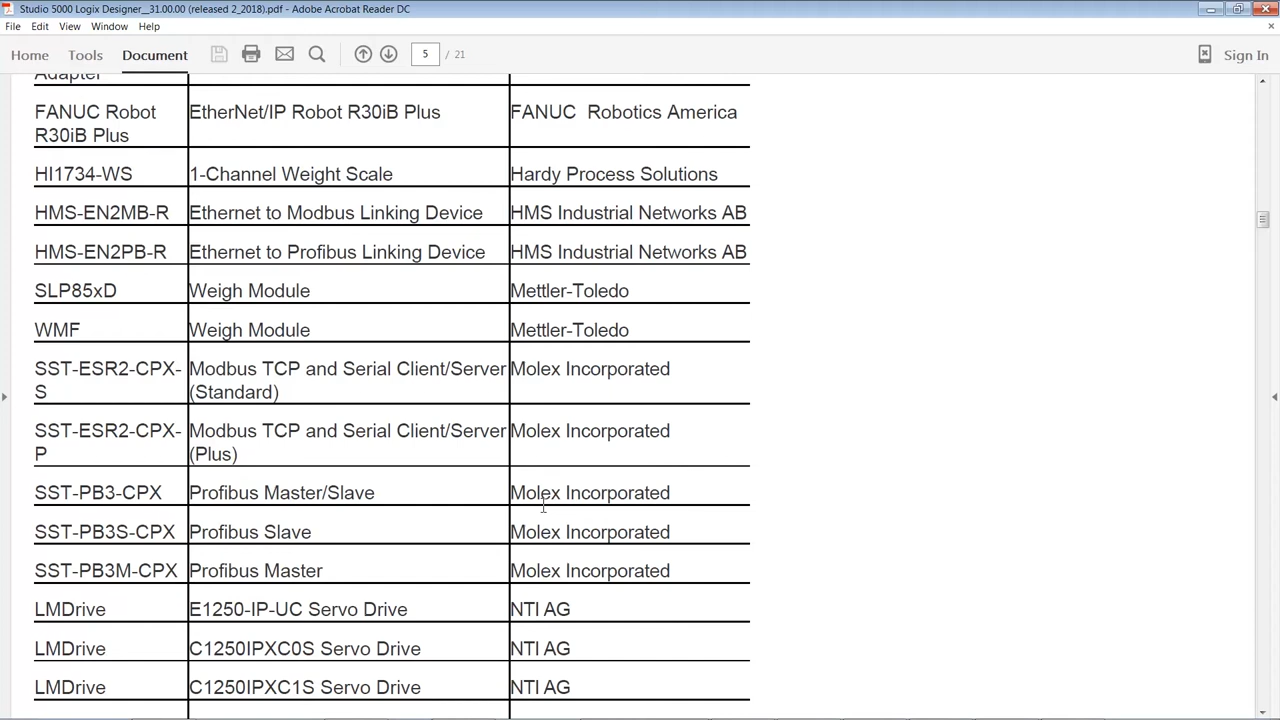 Studio 5000 Logix Designer__31.00.00 (released 2_2018).pdf - Adobe Acrobat Reader DC
File Edit View Window Help
Home Tools Document 5 / 21 Sign In
Adapter
FANUC Robot EtherNet/IP Robot R30iB Plus FANUC Robotics America
R30iB Plus
HI1734-WS 1-Channel Weight Scale Hardy Process Solutions
HMS-EN2MB-R Ethernet to Modbus Linking Device HMS Industrial Networks AB
HMS-EN2PB-R Ethernet to Profibus Linking Device HMS Industrial Networks AB
SLP85xD Weigh Module Mettler-Toledo
WMF Weigh Module Mettler-Toledo
SST-ESR2-CPX- Modbus TCP and Serial Client/Server Molex Incorporated
S (Standard)
SST-ESR2-CPX- Modbus TCP and Serial Client/Server Molex Incorporated
P (Plus)
SST-PB3-CPX Profibus Master/Slave Molex Incorporated
SST-PB3S-CPX Profibus Slave Molex Incorporated
SST-PB3M-CPX Profibus Master Molex Incorporated
LMDrive E1250-IP-UC Servo Drive NTI AG
LMDrive C1250IPXC0S Servo Drive NTI AG
LMDrive C1250IPXC1S Servo Drive NTI AG